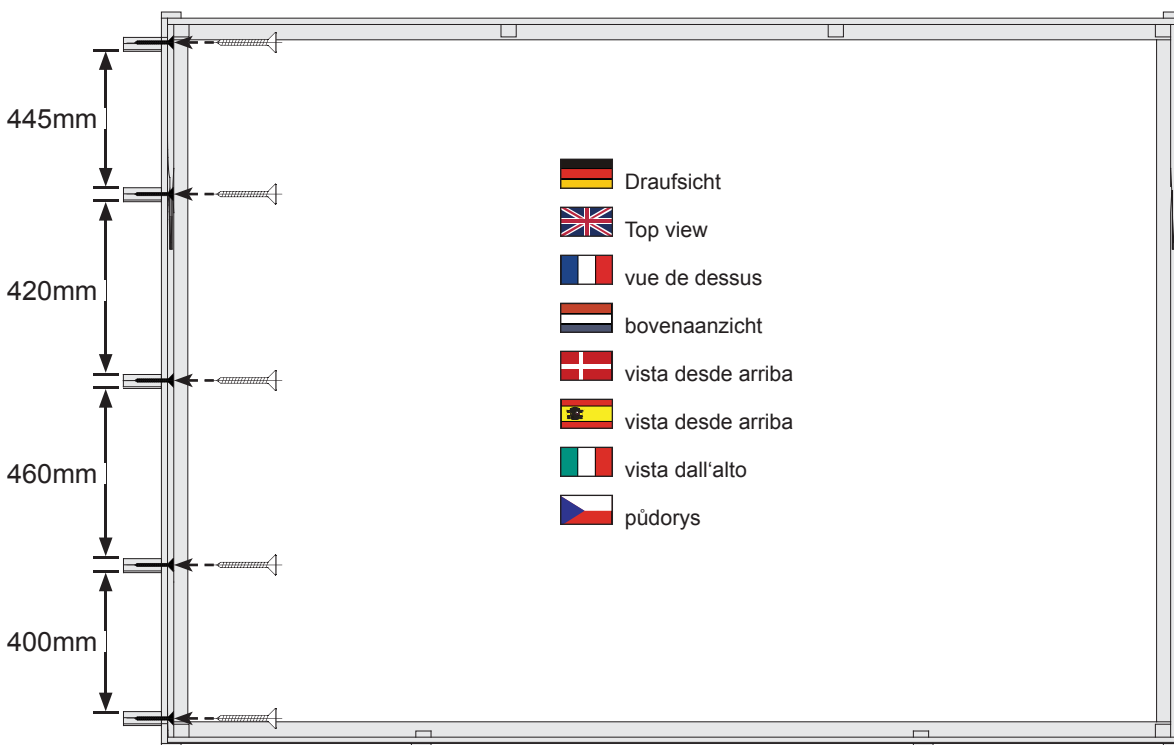 445mm
420mm
460mm
400mm
Draufsicht
Top view
vue de dessus
bovenaanzicht
vista desde arriba
vista desde arriba
vista dall‘alto
půdorys